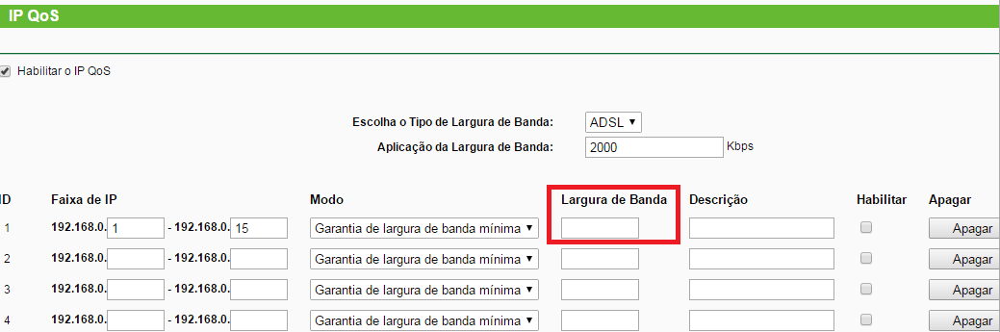 IP QoS
Habilitar o IP QoS
Escolha o Tipo de Largura de Banda: ADSL
Aplicação da Largura de Banda: 2000 Kbps
ID Faixa de IP Modo Largura de Banda Descrição Habilitar Apagar
1 192.168.0. 1 - 192.168.0. 15 Garantia de largura de banda mínima Apagar
2 192.168.0. - 192.168.0. Garantia de largura de banda mínima Apagar
3 192.168.0. - 192.168.0. Garantia de largura de banda mínima Apagar
4 192.168.0. - 192.168.0. Garantia de largura de banda mínima Apagar